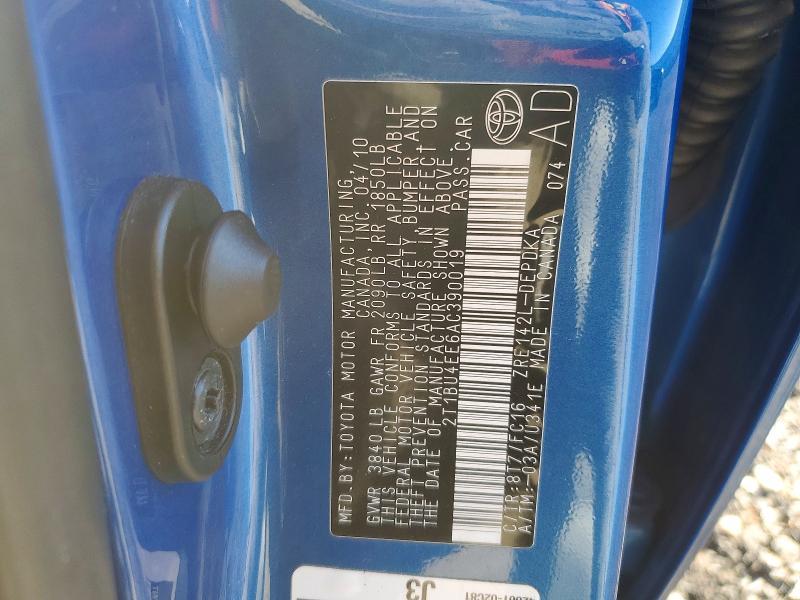 MFD. BY: TOYOTA MOTOR MANUFACTURING,
CANADA, INC. 04/10
GVWR 3840 LB GAWR FR 2090LB RR 1850LB
THIS VEHICLE CONFORMS TO ALL APPLICABLE
FEDERAL MOTOR VEHICLE SAFETY, BUMPER, AND
THEFT PREVENTION STANDARDS IN EFFECT ON
THE DATE OF MANUFACTURE SHOWN ABOVE.
2T1BU4EE6AC390019 PASS. CAR
C/TR: 8T7/FC16 ZRE142L-DEPDKA 074
A/TM: -03A/U341E MADE IN CANADA AD
J3